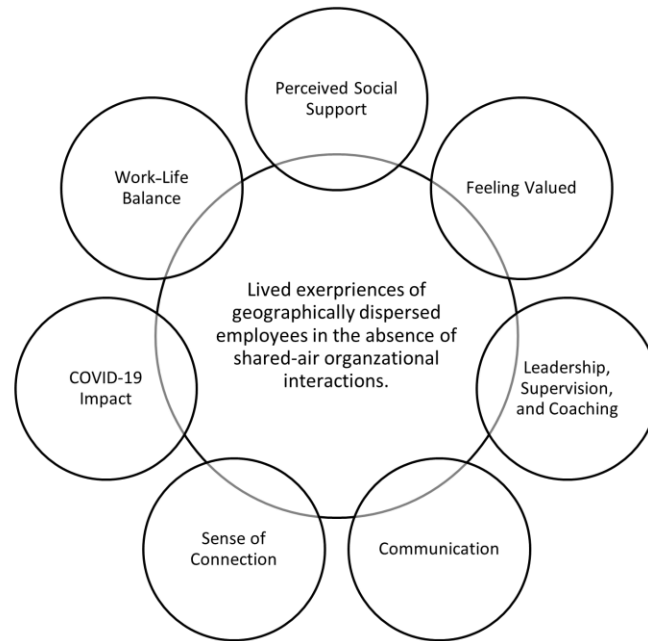 Perceived Social
Support
Work-Life
Balance
Feeling Valued
Lived exerpriences of
geographically dispersed
employees in the absence of
shared-air organzational
interactions.
COVID-19
Impact
Leadership,
Supervision,
and Coaching
Sense of
Connection
Communication